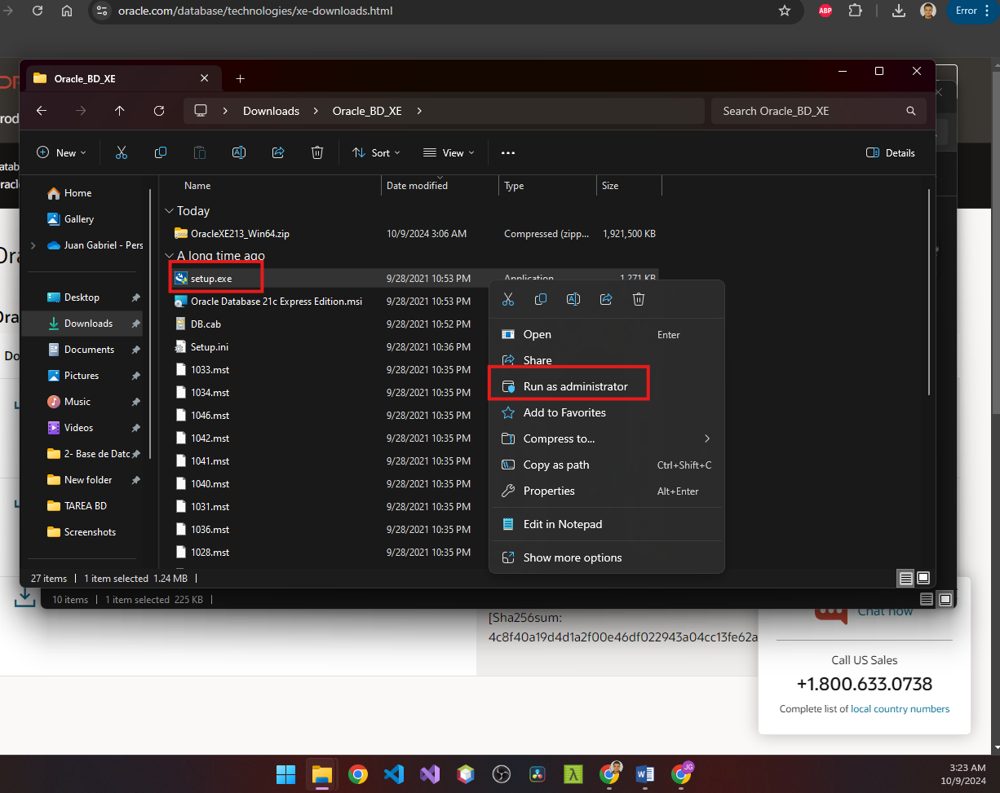 oracle.com/database/technologies/xe-downloads.html
ABP
Error
Oracle_BD_XE
Downloads
Oracle_BD_XE
Search Oracle_BD_XE
New
Sort
View
Details
Home
Gallery
Juan Gabriel - Pers
Desktop
Downloads
Documents
Pictures
Music
Videos
2- Base de Dato
New folder
TAREA BD
Screenshots
Name Date modified Type Size
Today
OracleXE213_Win64.zip 10/9/2024 3:06 AM Compressed (zipp... 1,921,500 KB
A long time ago
setup.exe 9/28/2021 10:53 PM Application 1,271 KB
Oracle Database 21c Express Edition.msi 9/28/2021 10:53 PM
DB.cab 9/28/2021 10:52 PM
Setup.ini 9/28/2021 10:36 PM
1033.mst 9/28/2021 10:35 PM
1034.mst 9/28/2021 10:35 PM
1046.mst 9/28/2021 10:35 PM
1042.mst 9/28/2021 10:35 PM
1041.mst 9/28/2021 10:35 PM
1040.mst 9/28/2021 10:35 PM
1031.mst 9/28/2021 10:35 PM
1036.mst 9/28/2021 10:35 PM
1028.mst 9/28/2021 10:35 PM
Open Enter
Share
Run as administrator
Add to Favorites
Compress to...
Copy as path Ctrl+Shift+C
Properties Alt+Enter
Edit in Notepad
Show more options
27 items 1 item selected 1.24 MB
10 items 1 item selected 225 KB
[Sha256sum:
4c8f40a19d4d1a2f00e46df022943a04cc13fe62a
Chat now
Call US Sales
+1.800.633.0738
Complete list of local country numbers
JG
3:23 AM
10/9/2024